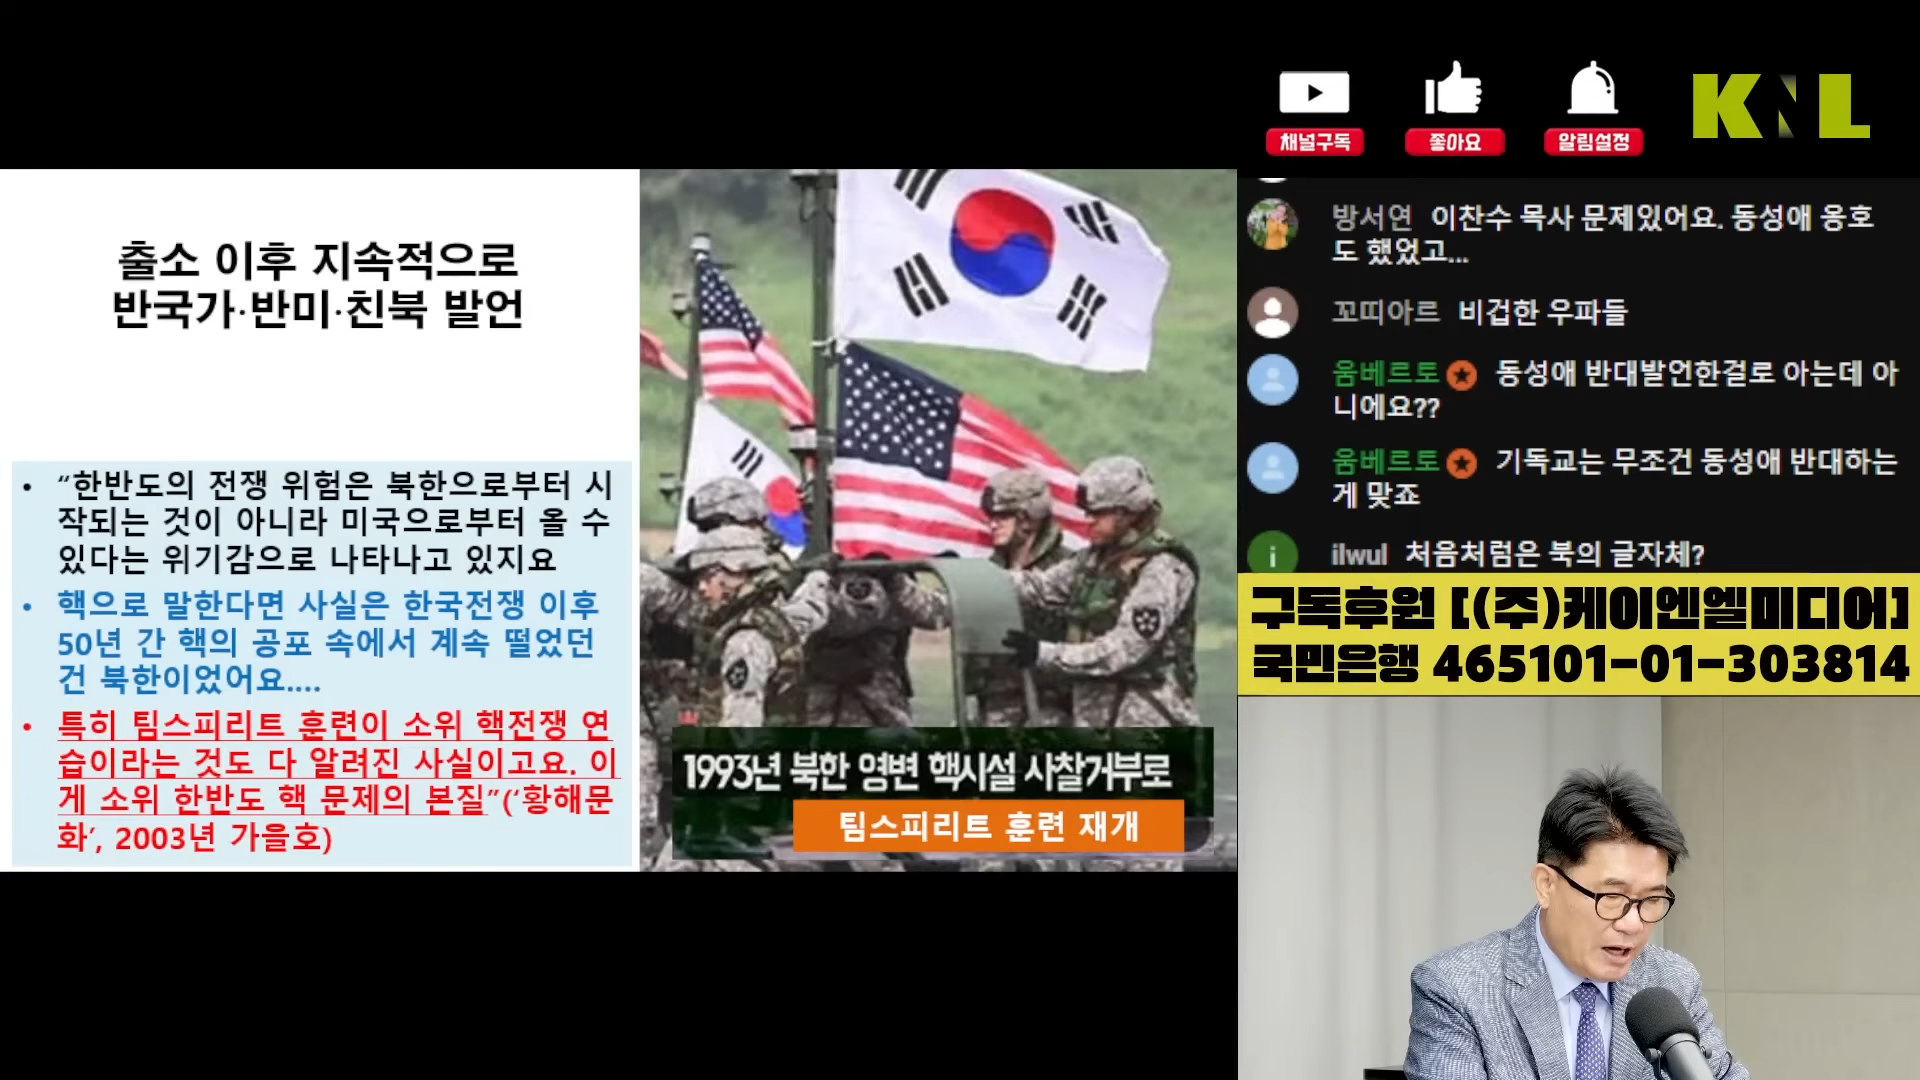 출소 이후 지속적으로
반국가·반미·친북 발언
• “한반도의 전쟁 위험은 북한으로부터 시
작되는 것이 아니라 미국으로부터 올 수
있다는 위기감으로 나타나고 있지요
• 핵으로 말한다면 사실은 한국전쟁 이후
50년 간 핵의 공포 속에서 계속 떨었던
건 북한이었어요....
• 특히 팀스피리트 훈련이 소위 핵전쟁 연
습이라는 것도 다 알려진 사실이고요. 이
게 소위 한반도 핵 문제의 본질”(‘황해문
화’, 2003년 가을호)
1993년 북한 영변 핵시설 사찰거부로
팀스피리트 훈련 재개
채널구독
좋아요
알림설정
KNL
방서연 이찬수 목사 문제있어요. 동성애 옹호
도 했었고...
꼬띠아르 비겁한 우파들
움베르토 동성애 반대발언한걸로 아는데 아
니에요??
움베르토 기독교는 무조건 동성애 반대하는
게 맞죠
i
ilwul 처음처럼은 북의 글자체?
구독후원 [(주)케이엔엘미디어]
국민은행 465101-01-303814